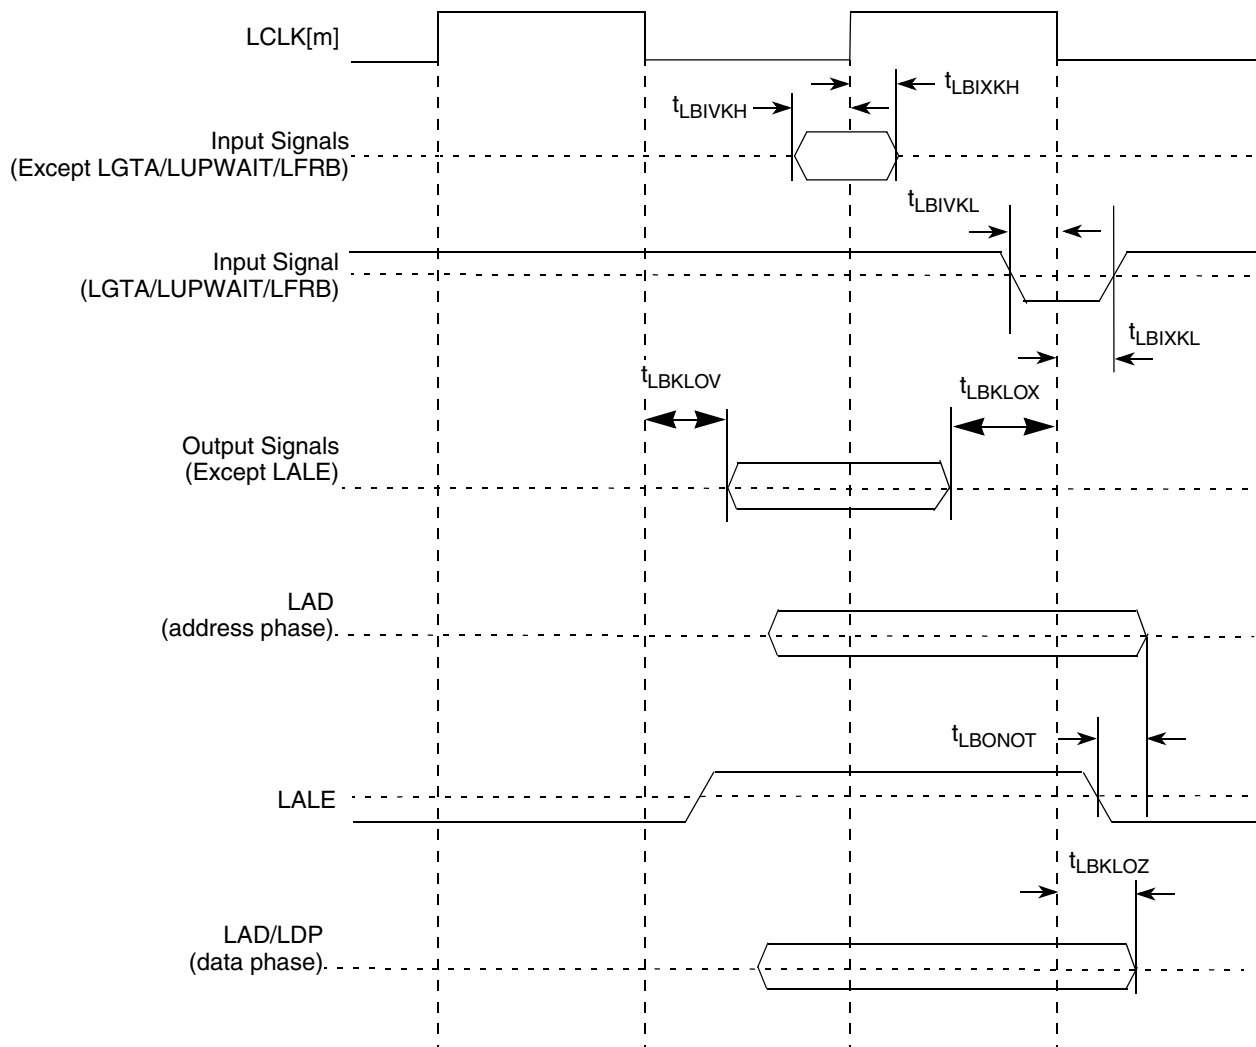 LCLK[m]
tLBIXKH
tLBIVKH
Input Signals
(Except LGTA/LUPWAIT/LFRB)
tLBIVKL
Input Signal
(LGTA/LUPWAIT/LFRB)
tLBIXKL
tLBKLOV
tLBKLOX
Output Signals
(Except LALE)
LAD
(address phase)
tLBONOT
LALE
tLBKLOZ
LAD/LDP
(data phase)